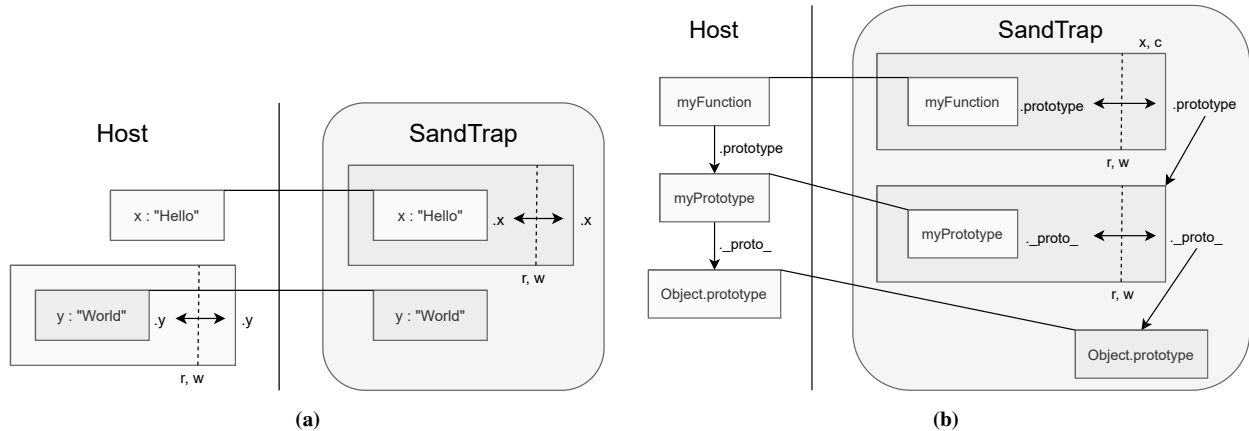 Host
SandTrap
x : "Hello"
x : "Hello"
.x
.x
r, w
y : "World"
.y
.y
y : "World"
r, w
(a)
Host
SandTrap
x, c
myFunction
myFunction
.prototype
.prototype
.prototype
r, w
myPrototype
myPrototype
._proto_
._proto_
._proto_
r, w
Object.prototype
Object.prototype
(b)